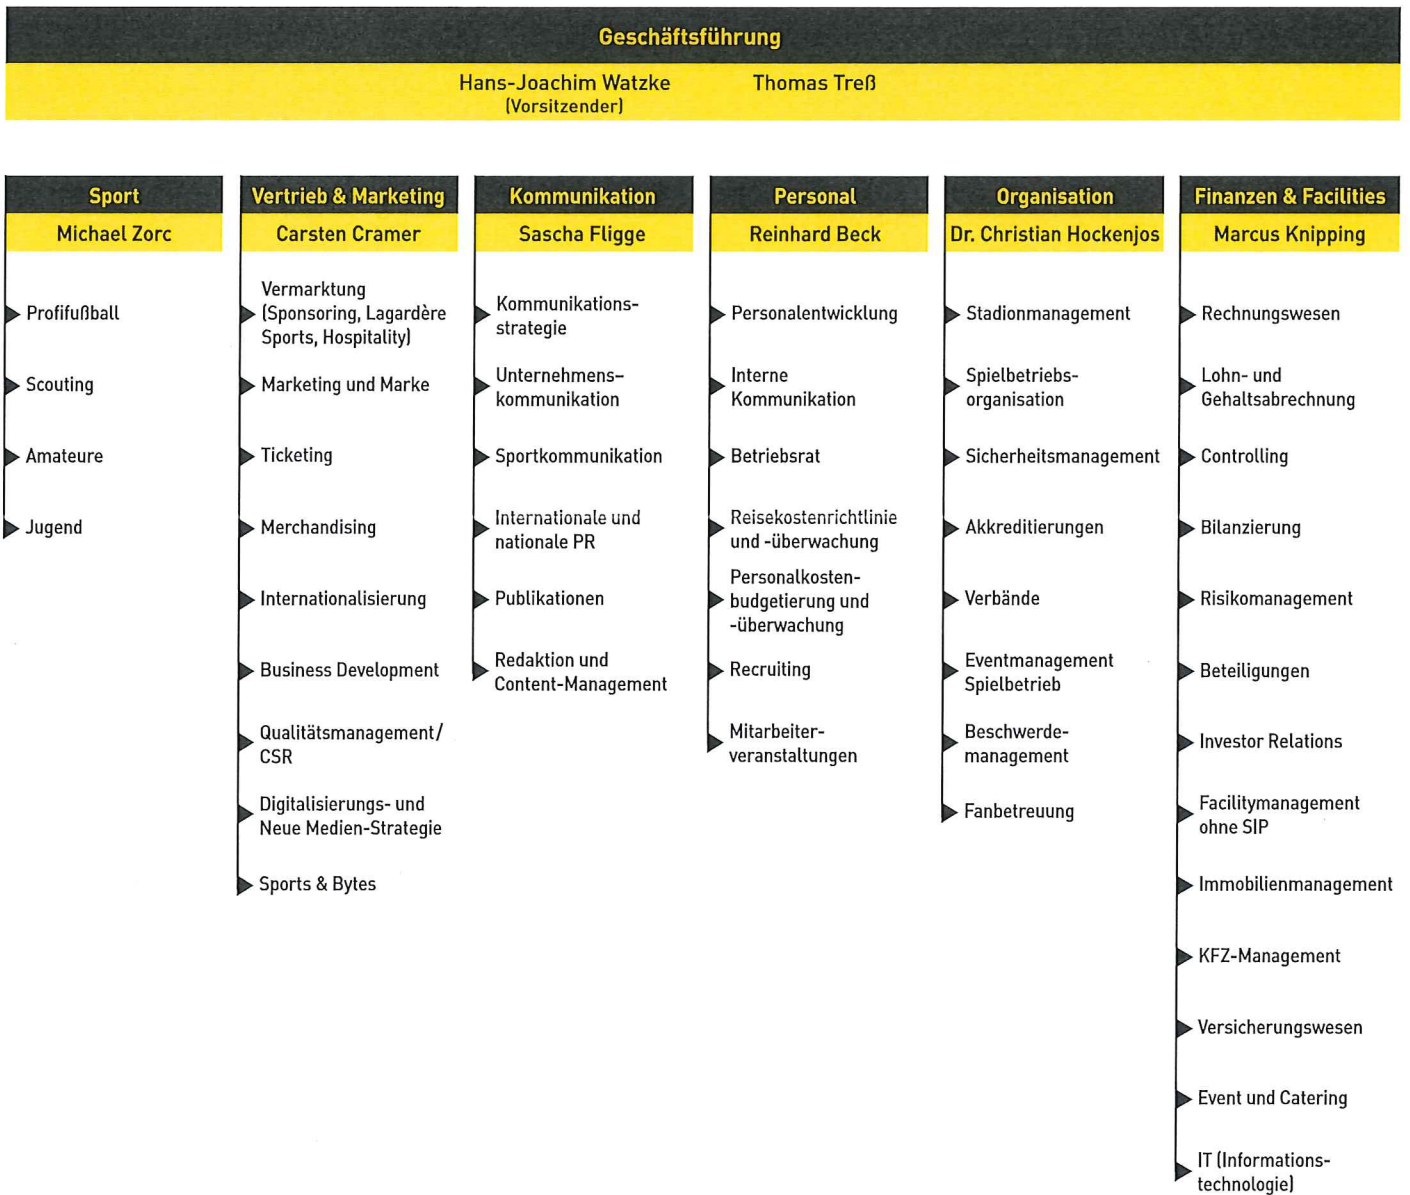 Geschäftsführung
Hans-Joachim Watzke
(Vorsitzender)
Thomas Treß
Sport
Michael Zorc
Profifußball
Scouting
Amateure
Jugend
Vertrieb & Marketing
Carsten Cramer
Vermarktung
(Sponsoring, Lagardère
Sports, Hospitality)
Marketing und Marke
Ticketing
Merchandising
Internationalisierung
Business Development
Qualitätsmanagement/
CSR
Digitalisierungs- und
Neue Medien-Strategie
Sports & Bytes
Kommunikation
Sascha Fligge
Kommunikations-
strategie
Unternehmens–
kommunikation
Sportkommunikation
Internationale und
nationale PR
Publikationen
Redaktion und
Content-Management
Personal
Reinhard Beck
Personalentwicklung
Interne
Kommunikation
Betriebsrat
Reisekostenrichtlinie
und -überwachung
Personalkosten-
budgetierung und
-überwachung
Recruiting
Mitarbeiter-
veranstaltungen
Organisation
Dr. Christian Hockenjos
Stadionmanagement
Spielbetriebs-
organisation
Sicherheitsmanagement
Akkreditierungen
Verbände
Eventmanagement
Spielbetrieb
Beschwerde-
management
Fanbetreuung
Finanzen & Facilities
Marcus Knipping
Rechnungswesen
Lohn- und
Gehaltsabrechnung
Controlling
Bilanzierung
Risikomanagement
Beteiligungen
Investor Relations
Facilitymanagement
ohne SIP
Immobilienmanagement
KFZ-Management
Versicherungswesen
Event und Catering
IT (Informations-
technologie)